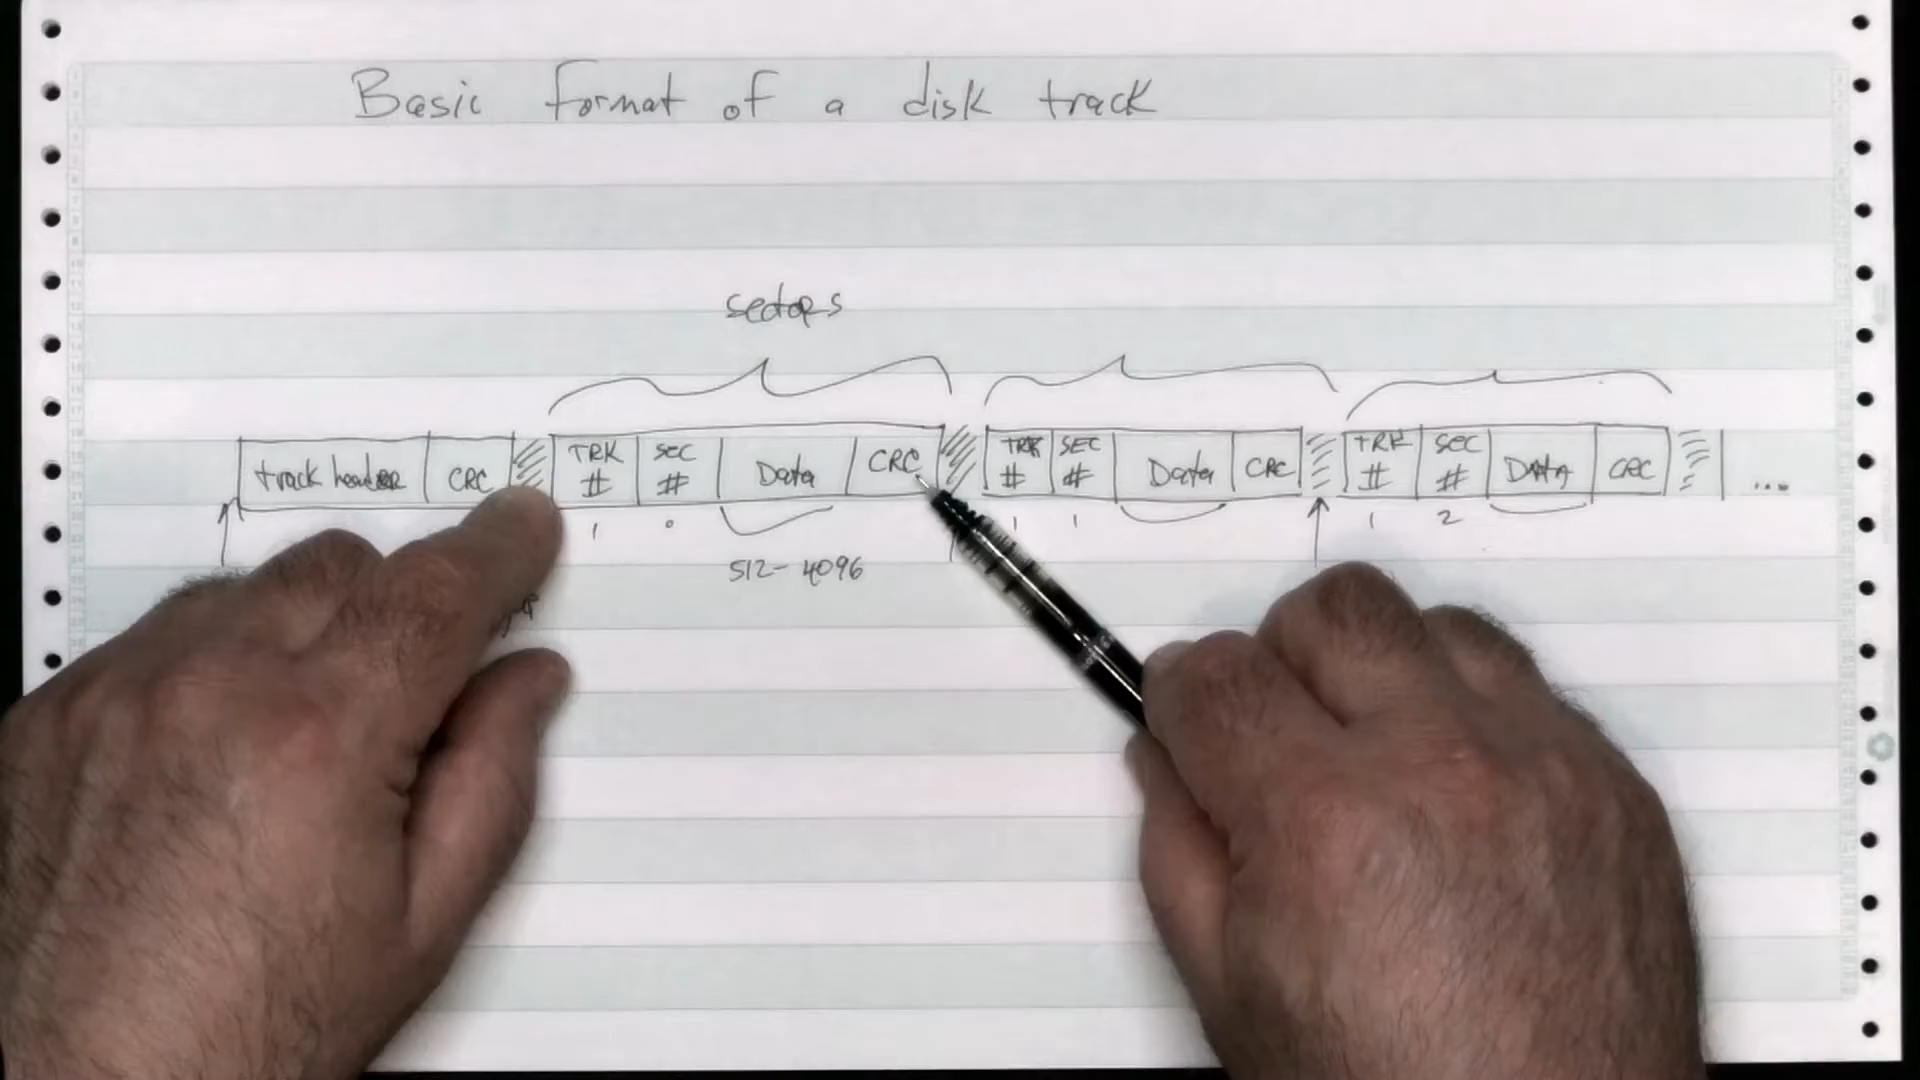 Basic format of a disk track
sectors
track header CRC TRK # SEC # Data CRC TRK # SEC # Data CRC TRK # SEC # DATA CRC ...
1 0 1 1 1 2
512-4096
gap